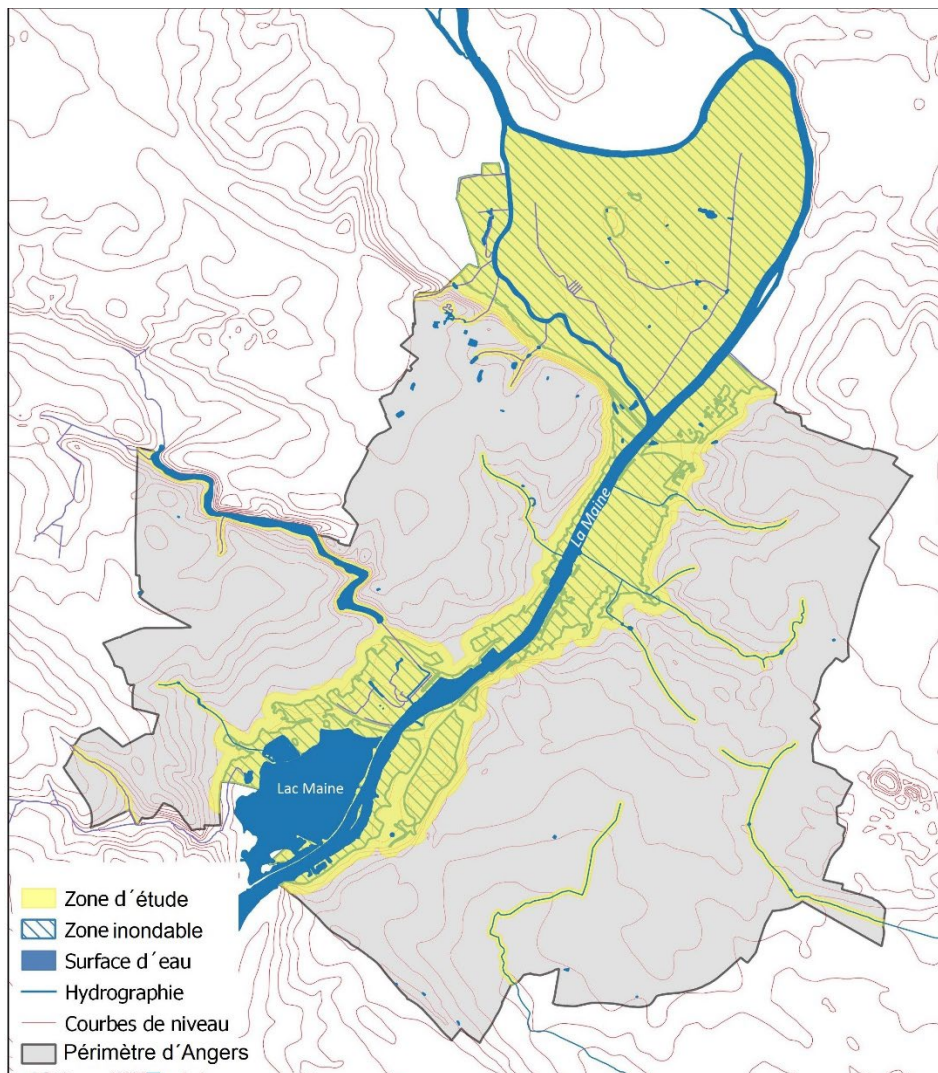 La Maine
Lac Maine
Zone d´étude
Zone inondable
Surface d´eau
Hydrographie
Courbes de niveau
Périmètre d´Angers